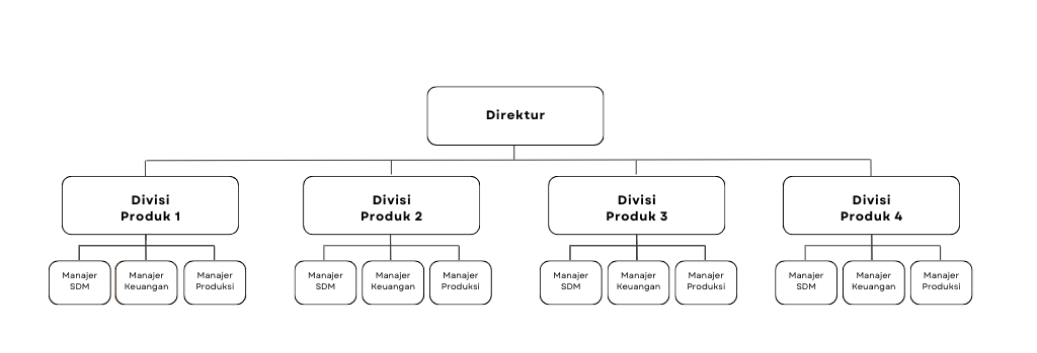 Direktur
Divisi
Produk 1
Divisi
Produk 2
Divisi
Produk 3
Divisi
Produk 4
Manajer
SDM
Manajer
Keuangan
Manajer
Produksi
Manajer
SDM
Manajer
Keuangan
Manajer
Produksi
Manajer
SDM
Manajer
Keuangan
Manajer
Produksi
Manajer
SDM
Manajer
Keuangan
Manajer
Produksi